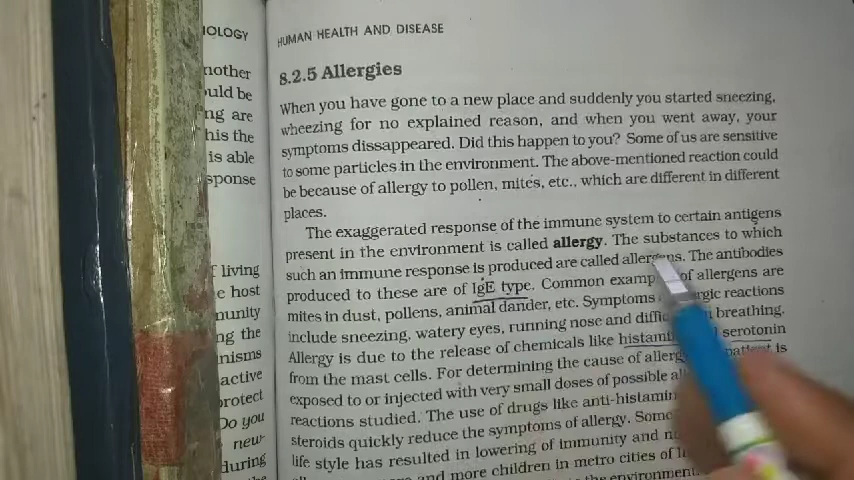 IOLOGY
nother
ould be
ng are
his the
is able
sponse
f living
e host
munity
ng the
nisms
active
protect
Do you
new
during
HUMAN HEALTH AND DISEASE
8.2.5 Allergies
When you have gone to a new place and suddenly you started sneezing,
wheezing for no explained reason, and when you went away, your
symptoms dissappeared. Did this happen to you? Some of us are sensitive
to some particles in the environment. The above-mentioned reaction could
be because of allergy to pollen, mites, etc., which are different in different
places.
The exaggerated response of the immune system to certain antigens
present in the environment is called allergy. The substances to which
such an immune response is produced are called allergens. The antibodies
produced to these are of IgE type. Common examp of allergens are
mites in dust, pollens, animal dander, etc. Symptoms rgic reactions
include sneezing, watery eyes, running nose and diffi breathing.
Allergy is due to the release of chemicals like histami serotonin
from the mast cells. For determining the cause of allergy patient is
exposed to or injected with very small doses of possible al
reactions studied. The use of drugs like anti-histamin
steroids quickly reduce the symptoms of allergy. Som
life style has resulted in lowering of immunity and
and more children in metro cities of I
the environment.